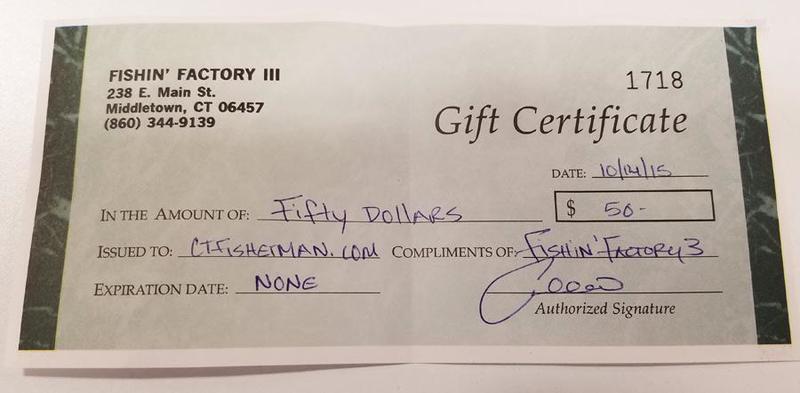 FISHIN' FACTORY III
238 E. Main St.
Middletown, CT 06457
(860) 344-9139
1718
Gift Certificate
DATE: 10/14/15
IN THE AMOUNT OF: Fifty DOLLARS $ 50-
ISSUED TO: CTFISHERMAN.COM COMPLIMENTS OF: FISHIN' FACTORY 3
EXPIRATION DATE: NONE
Authorized Signature